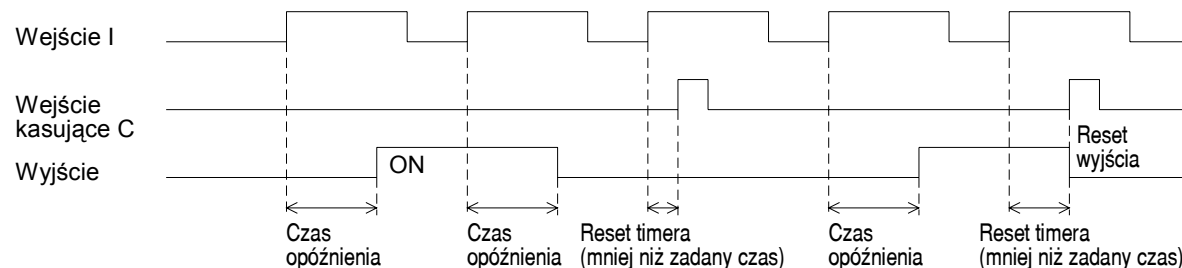 Wejście I
Wejście
kasujące C
Wyjście
ON
Reset
wyjścia
Czas
opóźnienia
Czas
opóźnienia
Reset timera
(mniej niż zadany czas)
Czas
opóźnienia
Reset timera
(mniej niż zadany czas)